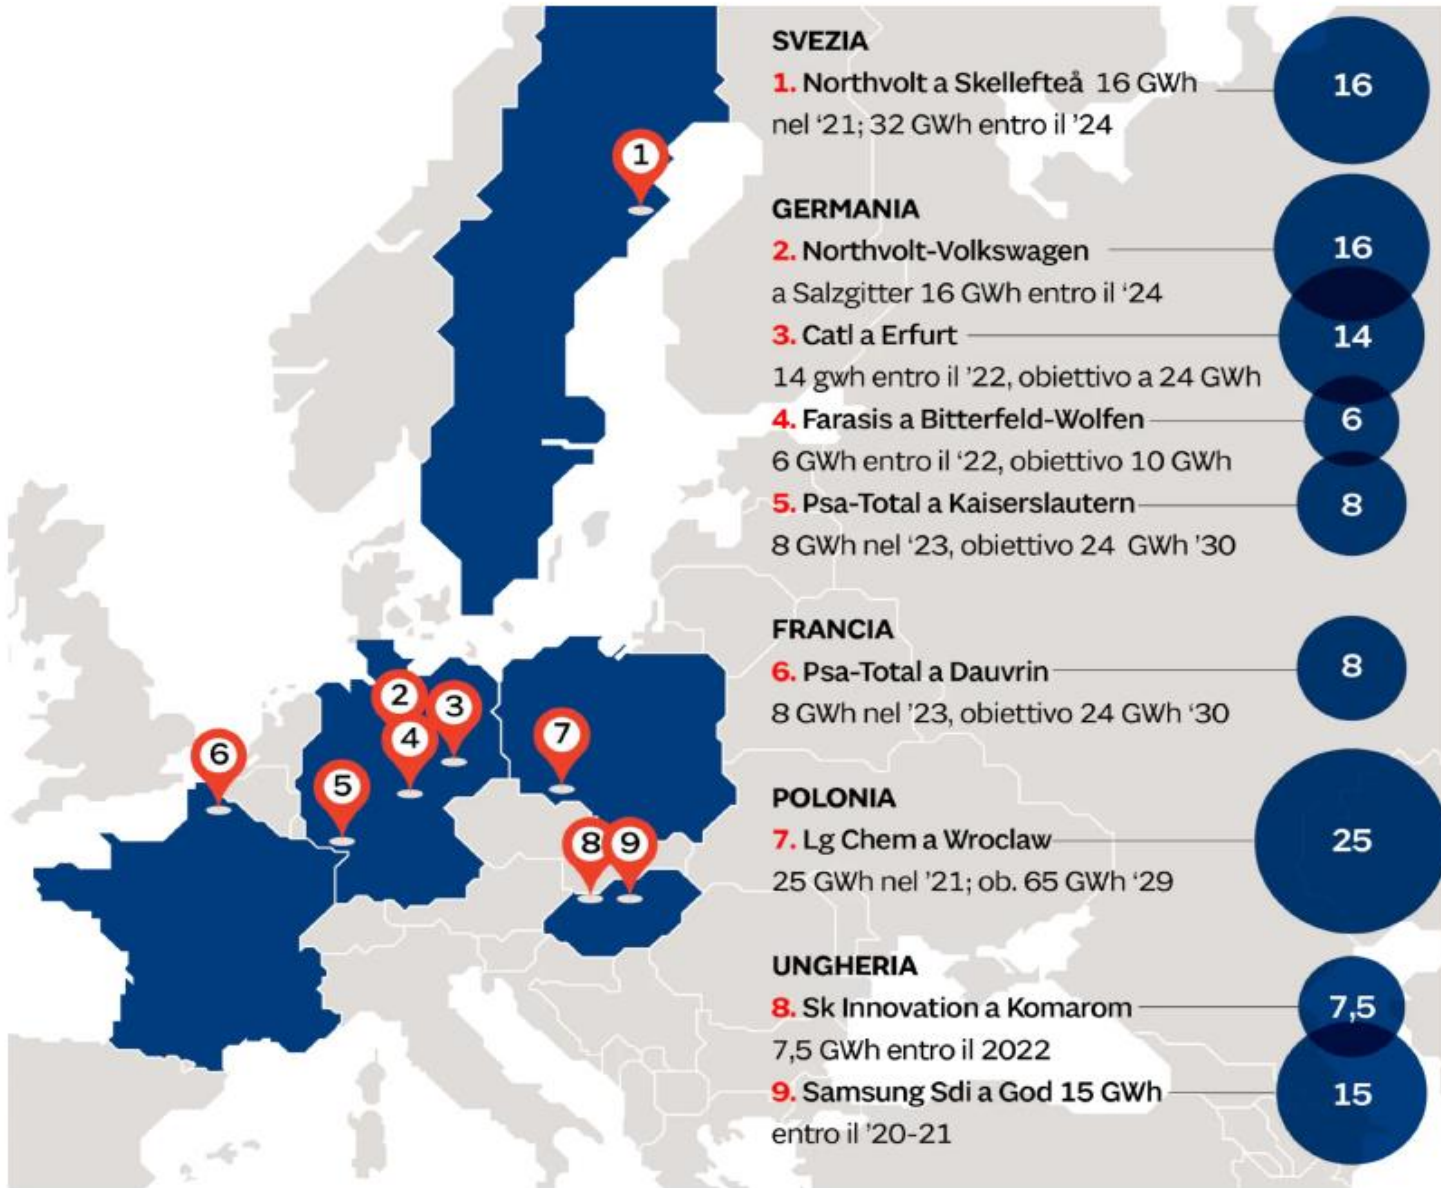 SVEZIA
1. Northvolt a Skellefteå 16 GWh
nel ‘21; 32 GWh entro il ’24
16
GERMANIA
2. Northvolt-Volkswagen
a Salzgitter 16 GWh entro il ‘24
16
3. Catl a Erfurt
14 gwh entro il ’22, obiettivo a 24 GWh
14
4. Farasis a Bitterfeld-Wolfen
6 GWh entro il ‘22, obiettivo 10 GWh
6
5. Psa-Total a Kaiserslautern
8 GWh nel ‘23, obiettivo 24 GWh ’30
8
FRANCIA
6. Psa-Total a Dauvrin
8 GWh nel ’23, obiettivo 24 GWh ‘30
8
POLONIA
7. Lg Chem a Wroclaw
25 GWh nel ’21; ob. 65 GWh ‘29
25
UNGHERIA
8. Sk Innovation a Komarom
7,5 GWh entro il 2022
7,5
9. Samsung Sdi a God 15 GWh
entro il ’20-21
15
1
2
3
4
5
6
7
8
9